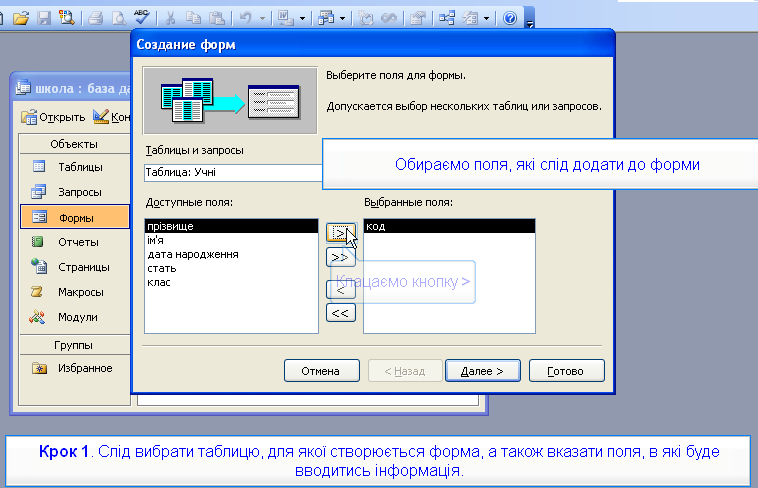 Создание форм
Выберите поля для формы.
Допускается выбор нескольких таблиц или запросов.
школа : база да
Открыть
Кон
Объекты
Таблицы
Запросы
Формы
Отчеты
Страницы
Макросы
Модули
Группы
Избранное
Таблицы и запросы
Таблица: Учні
Обираємо поля, які слід додати до форми
Доступные поля:
Выбранные поля:
прізвище
ім'я
дата народження
стать
клас
код
>
>>
<
<<
Клацаємо кнопку >
Отмена
< Назад
Далее >
Готово
Крок 1. Слід вибрати таблицю, для якої створюється форма, а також вказати поля, в які буде
вводитись інформація.